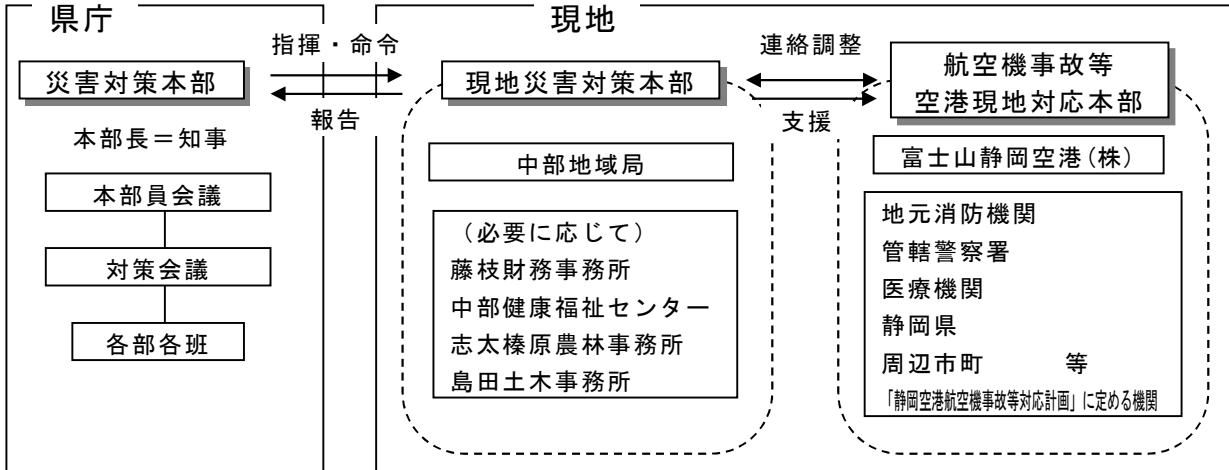 県庁
災害対策本部
本部長＝知事
本部員会議
対策会議
各部各班
指揮・命令
報告
現地
現地災害対策本部
中部地域局
（必要に応じて）
藤枝財務事務所
中部健康福祉センター
志太榛原農林事務所
島田土木事務所
連絡調整
支援
航空機事故等
空港現地対応本部
富士山静岡空港(株)
地元消防機関
管轄警察署
医療機関
静岡県
周辺市町　　　等
「静岡空港航空機事故等対応計画」に定める機関